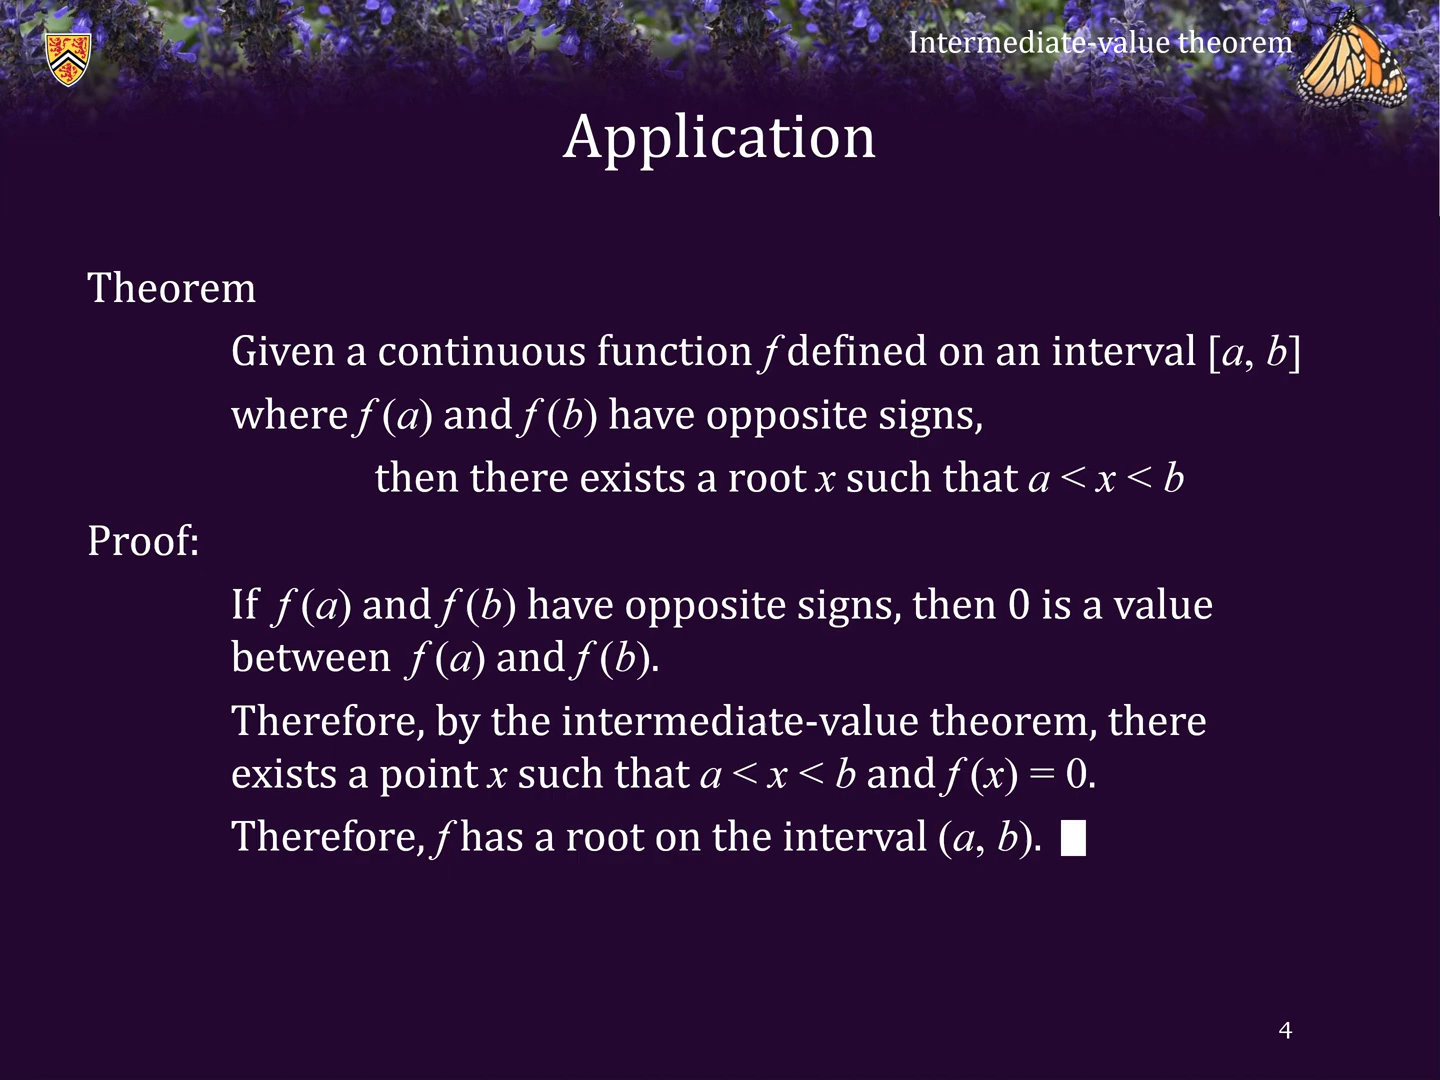 Intermediate-value theorem
Application
Theorem
Given a continuous function f defined on an interval [a, b]
where f (a) and f (b) have opposite signs,
then there exists a root x such that a < x < b
Proof:
If f (a) and f (b) have opposite signs, then 0 is a value
between f (a) and f (b).
Therefore, by the intermediate-value theorem, there
exists a point x such that a < x < b and f (x) = 0.
Therefore, f has a root on the interval (a, b). ■
4